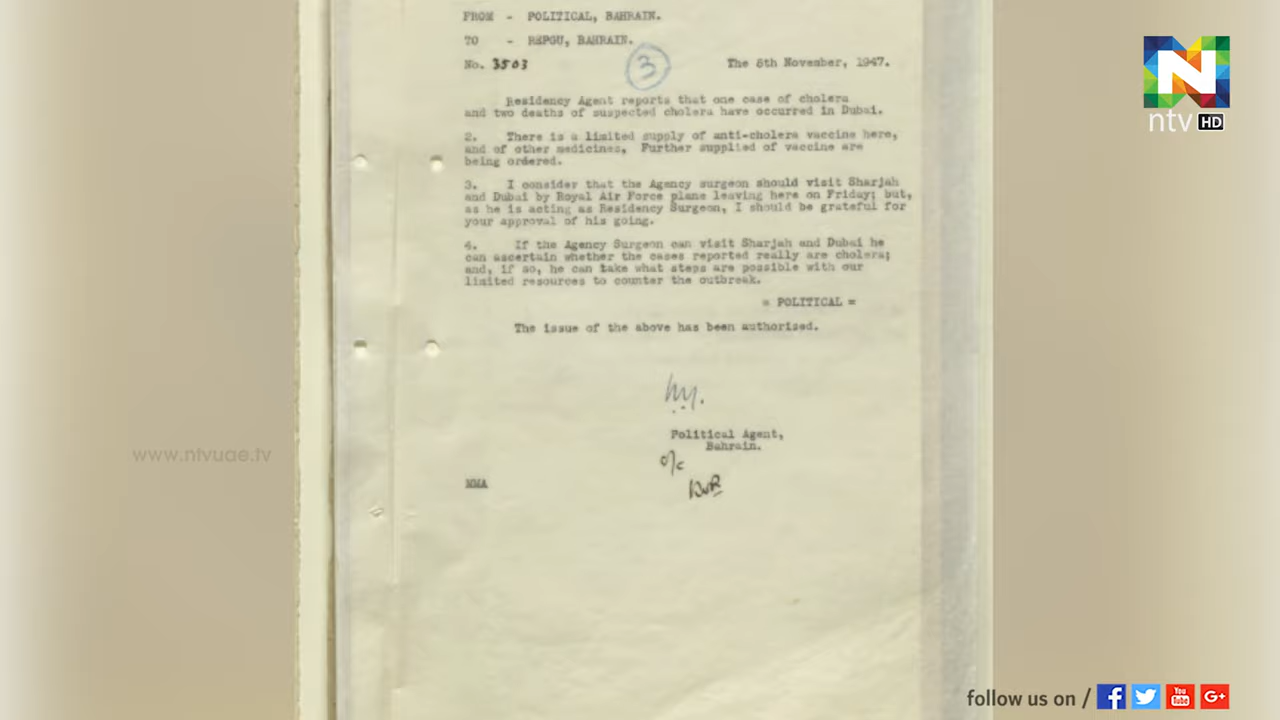 FROM - POLITICAL, BAHRAIN.
TO - REPGU, BAHRAIN.
No. 3503 The 8th November, 1947.
3
Residency Agent reports that one case of cholera
and two deaths of suspected cholera have occurred in Dubai.
2. There is a limited supply of anti-cholera vaccine here,
and of other medicines, Further supplied of vaccine are
being ordered.
3. I consider that the Agency surgeon should visit Sharjah
and Dubai by Royal Air Force plane leaving here on Friday; but,
as he is acting as Residency Surgeon, I should be grateful for
your approval of his going.
4. If the Agency Surgeon can visit Sharjah and Dubai he
can ascertain whether the cases reported really are cholera;
and, if so, he can take what steps are possible with our
limited resources to counter the outbreak.
= POLITICAL =
The issue of the above has been authorised.
Political Agent,
Bahrain.
o/c
NMA
N
ntv HD
www.ntvuae.tv
follow us on /
f
You
Tube
G+